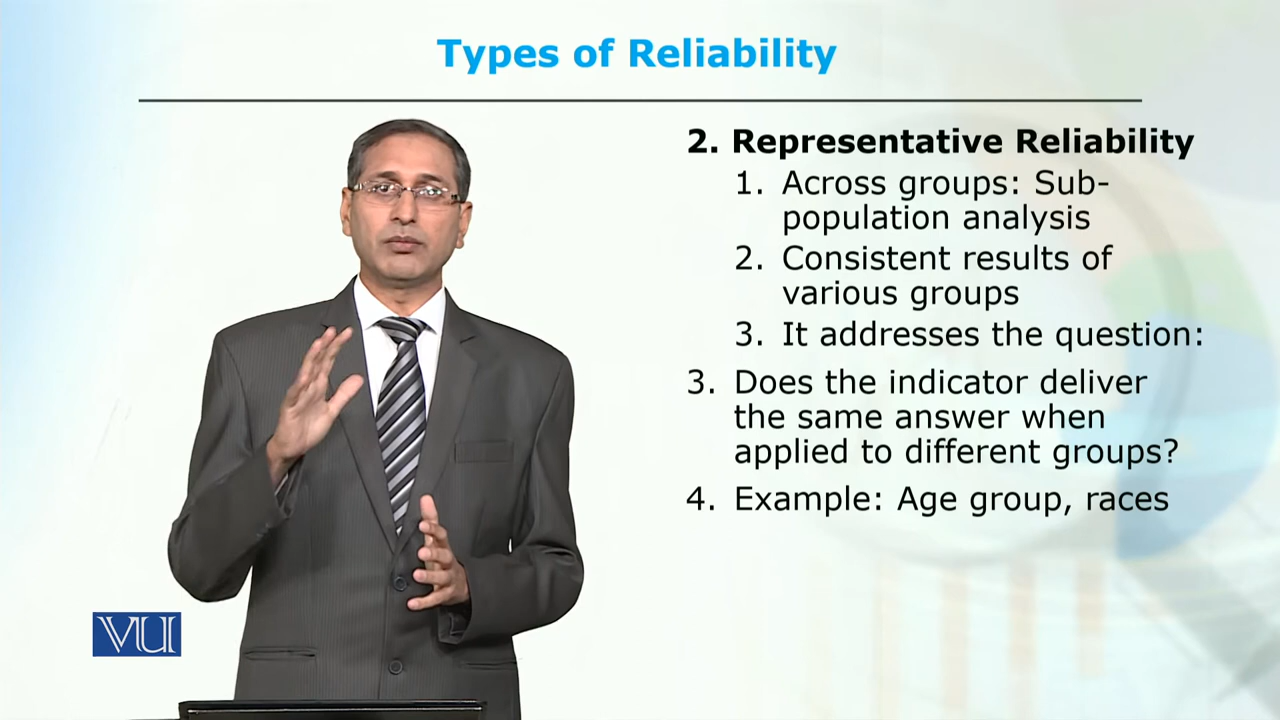 Types of Reliability
2. Representative Reliability
1. Across groups: Sub-
population analysis
2. Consistent results of
various groups
3. It addresses the question:
3. Does the indicator deliver
the same answer when
applied to different groups?
4. Example: Age group, races
VU